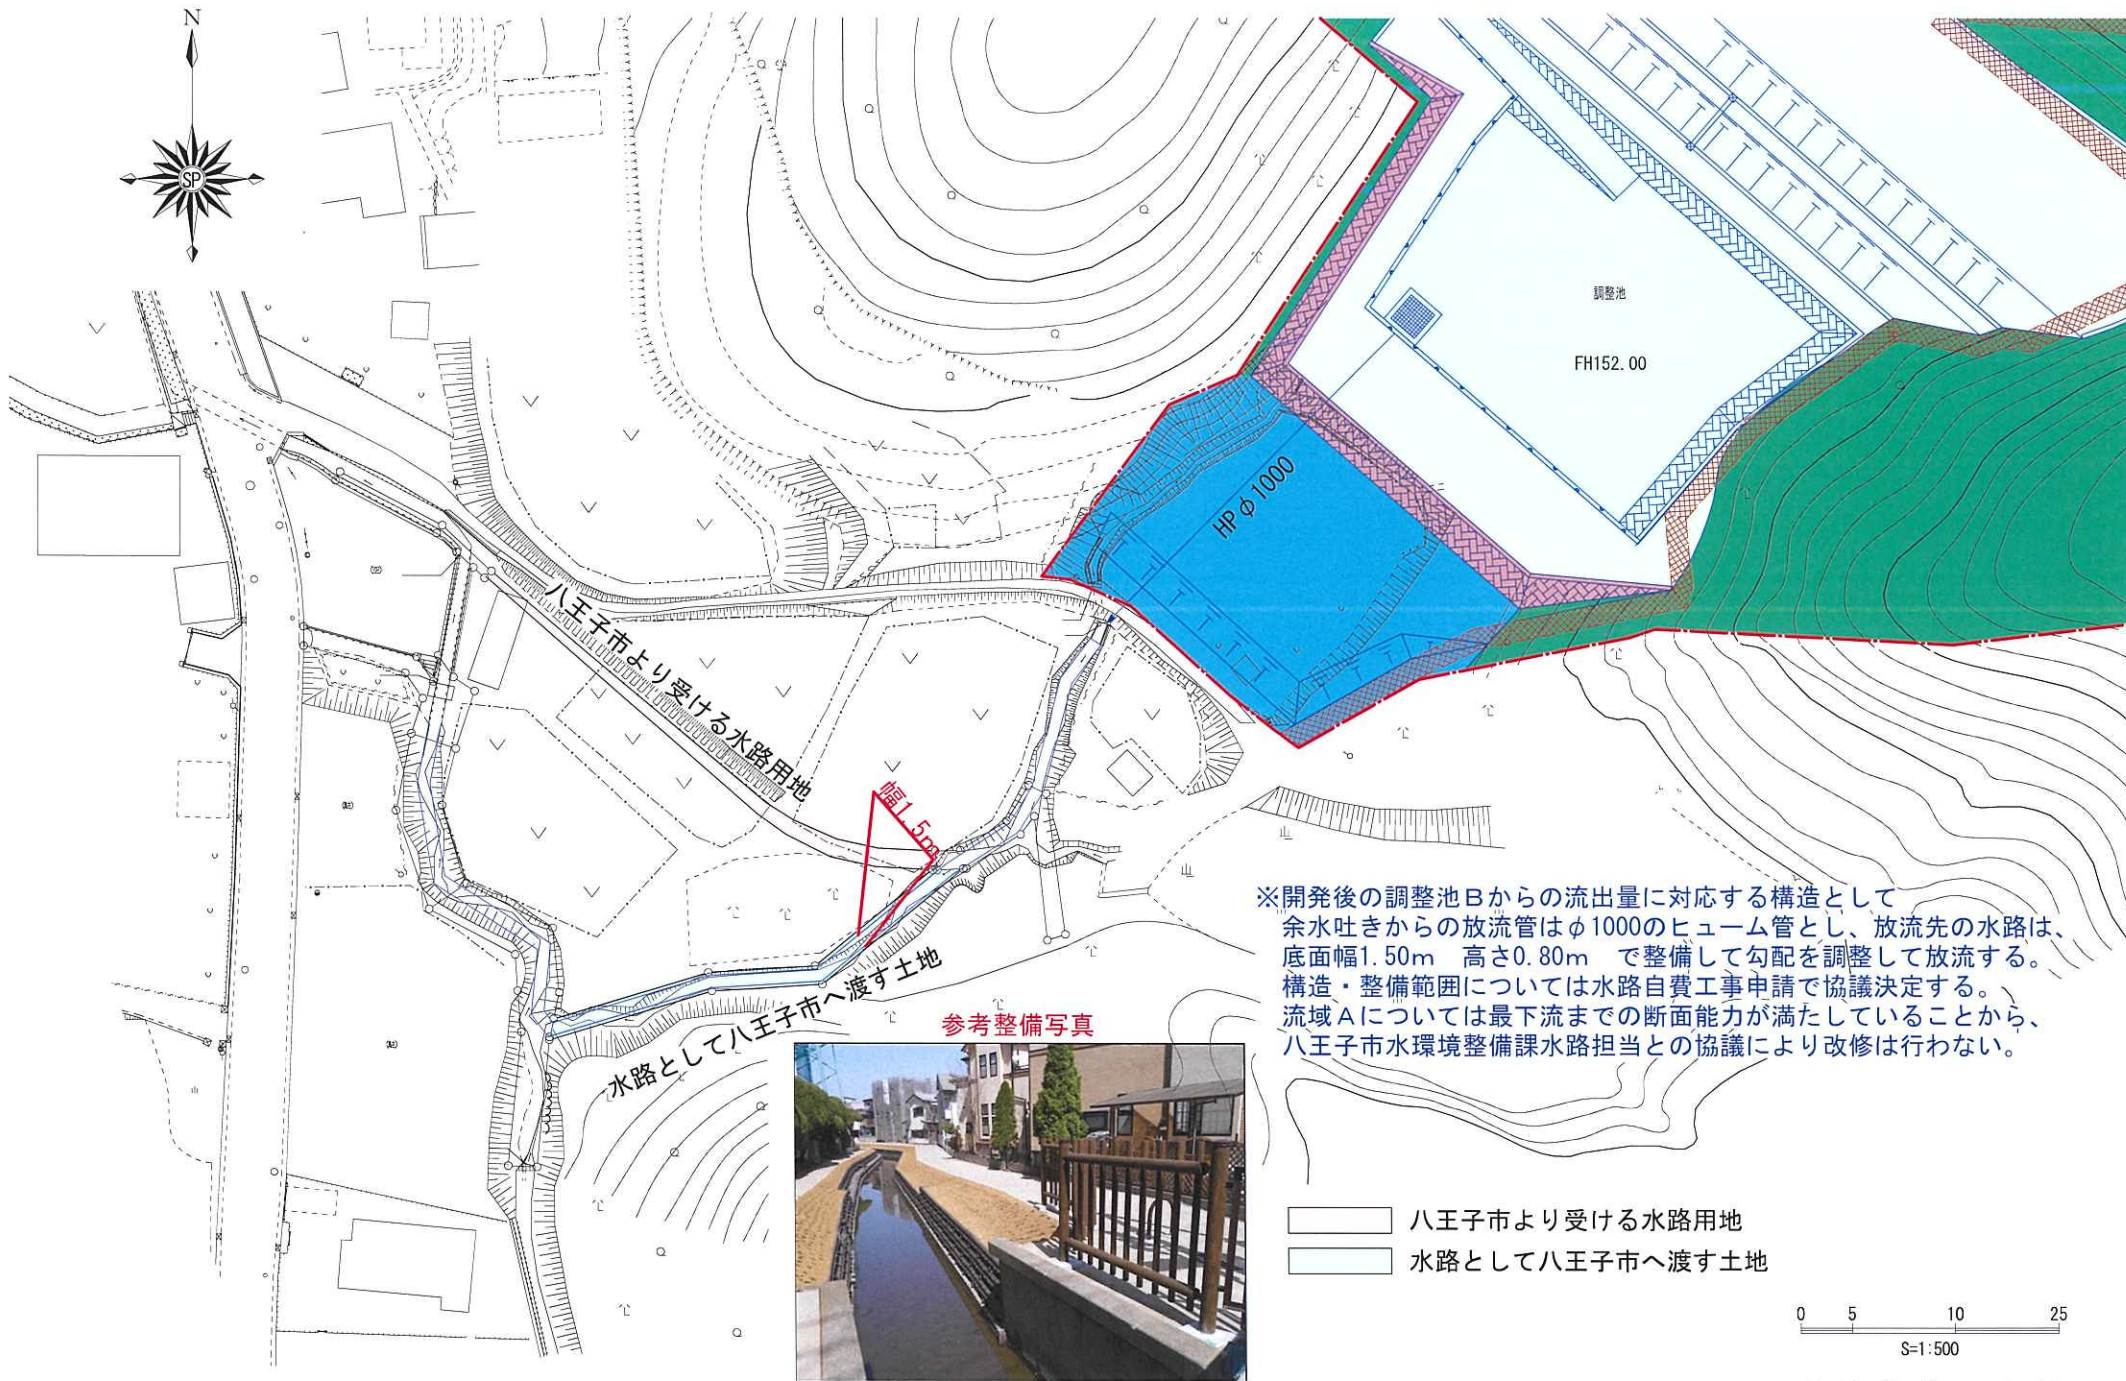 N
SP
調整池
FH152.00
HPφ1000
八王子市より受ける水路用地
幅1.5m
水路として八王子市へ渡す土地
参考整備写真
※開発後の調整池Bからの流出量に対応する構造として
余水吐きからの放流管はφ1000のヒューム管とし、放流先の水路は、
底面幅1.50m 高さ0.80m で整備して勾配を調整して放流する。
構造・整備範囲については水路自費工事申請で協議決定する。
流域Aについては最下流までの断面能力が満たしていることから、
八王子市水環境整備課水路担当との協議により改修は行わない。
八王子市より受ける水路用地
水路として八王子市へ渡す土地
0 5 10 25
S=1:500